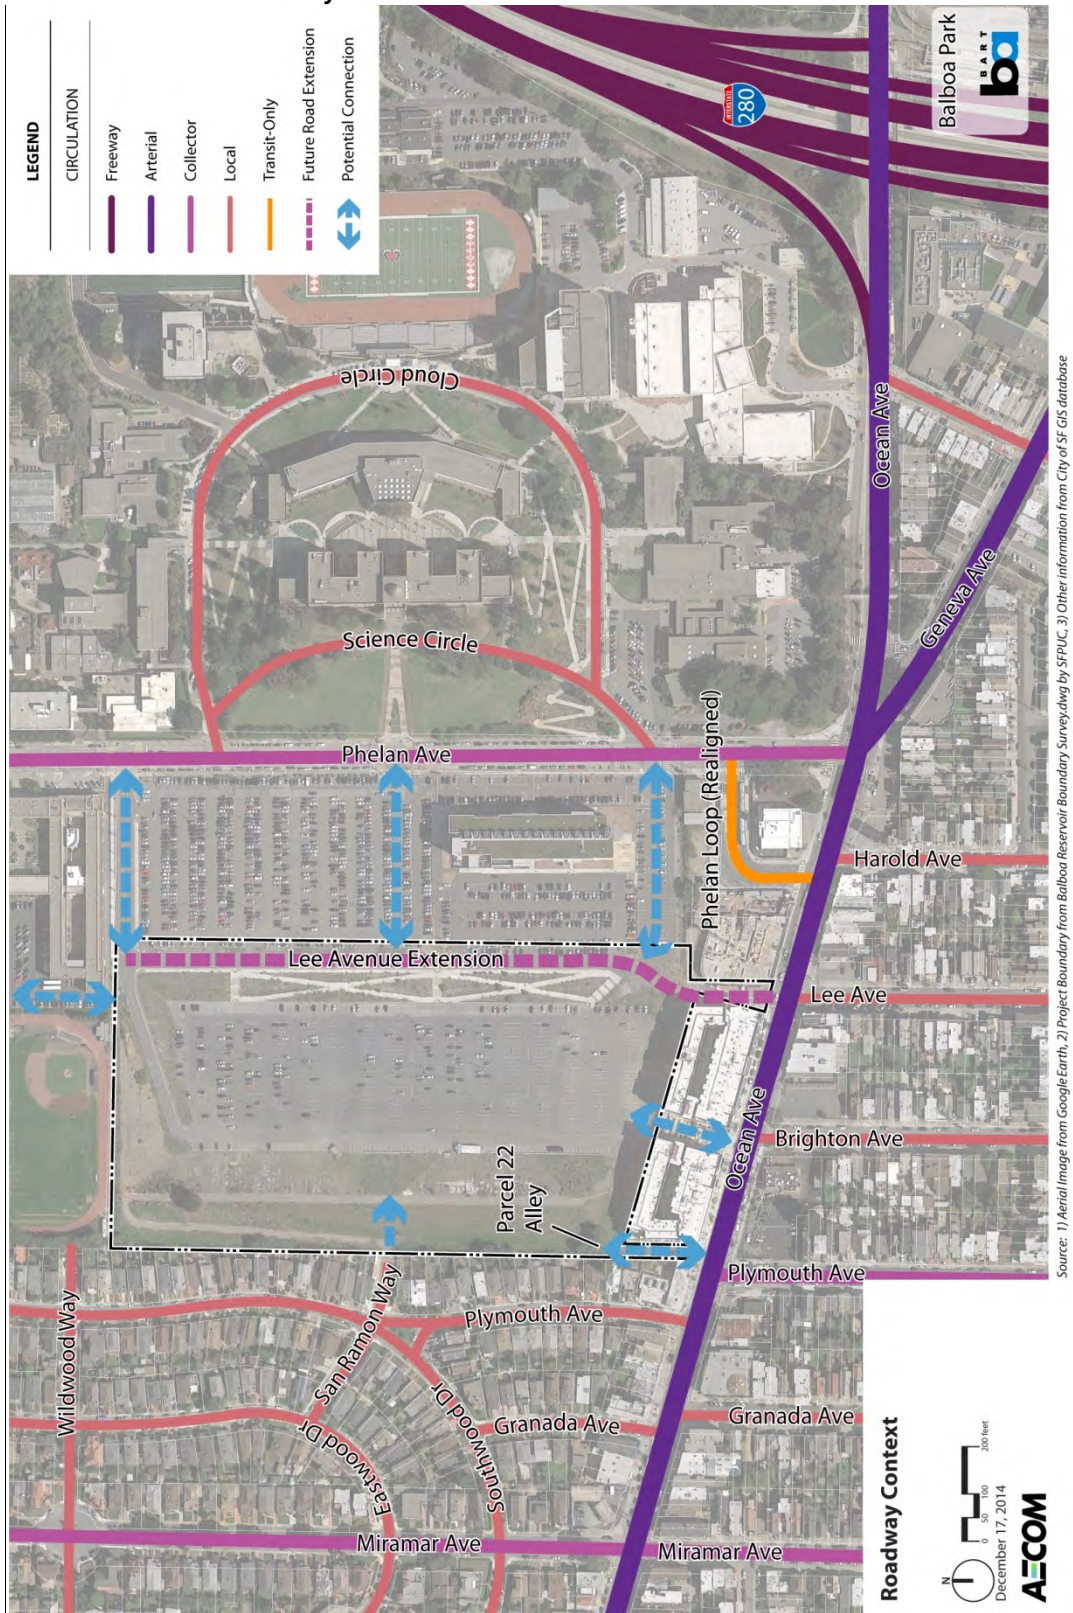 LEGEND
CIRCULATION
Freeway
Arterial
Collector
Local
Transit-Only
Future Road Extension
Potential Connection
INTERSTATE
280
Balboa Park
BART
ba
Cloud Circle
Science Circle
Phelan Ave
Phelan Loop (Realigned)
Ocean Ave
Geneva Ave
Harold Ave
Lee Avenue Extension
Lee Ave
Brighton Ave
Ocean Ave
Parcel 22
Alley
Plymouth Ave
Plymouth Ave
Wildwood Way
San Ramon Way
Eastwood Dr
Southwood Dr
Granada Ave
Granada Ave
Miramar Ave
Miramar Ave
Roadway Context
N
0 50 100 200 feet
December 17, 2014
AECOM
Source: 1) Aerial Image from Google Earth, 2) Project Boundary from Balboa Reservoir Boundary Survey.dwg by SFPUC, 3) Other information from City of SF GIS database